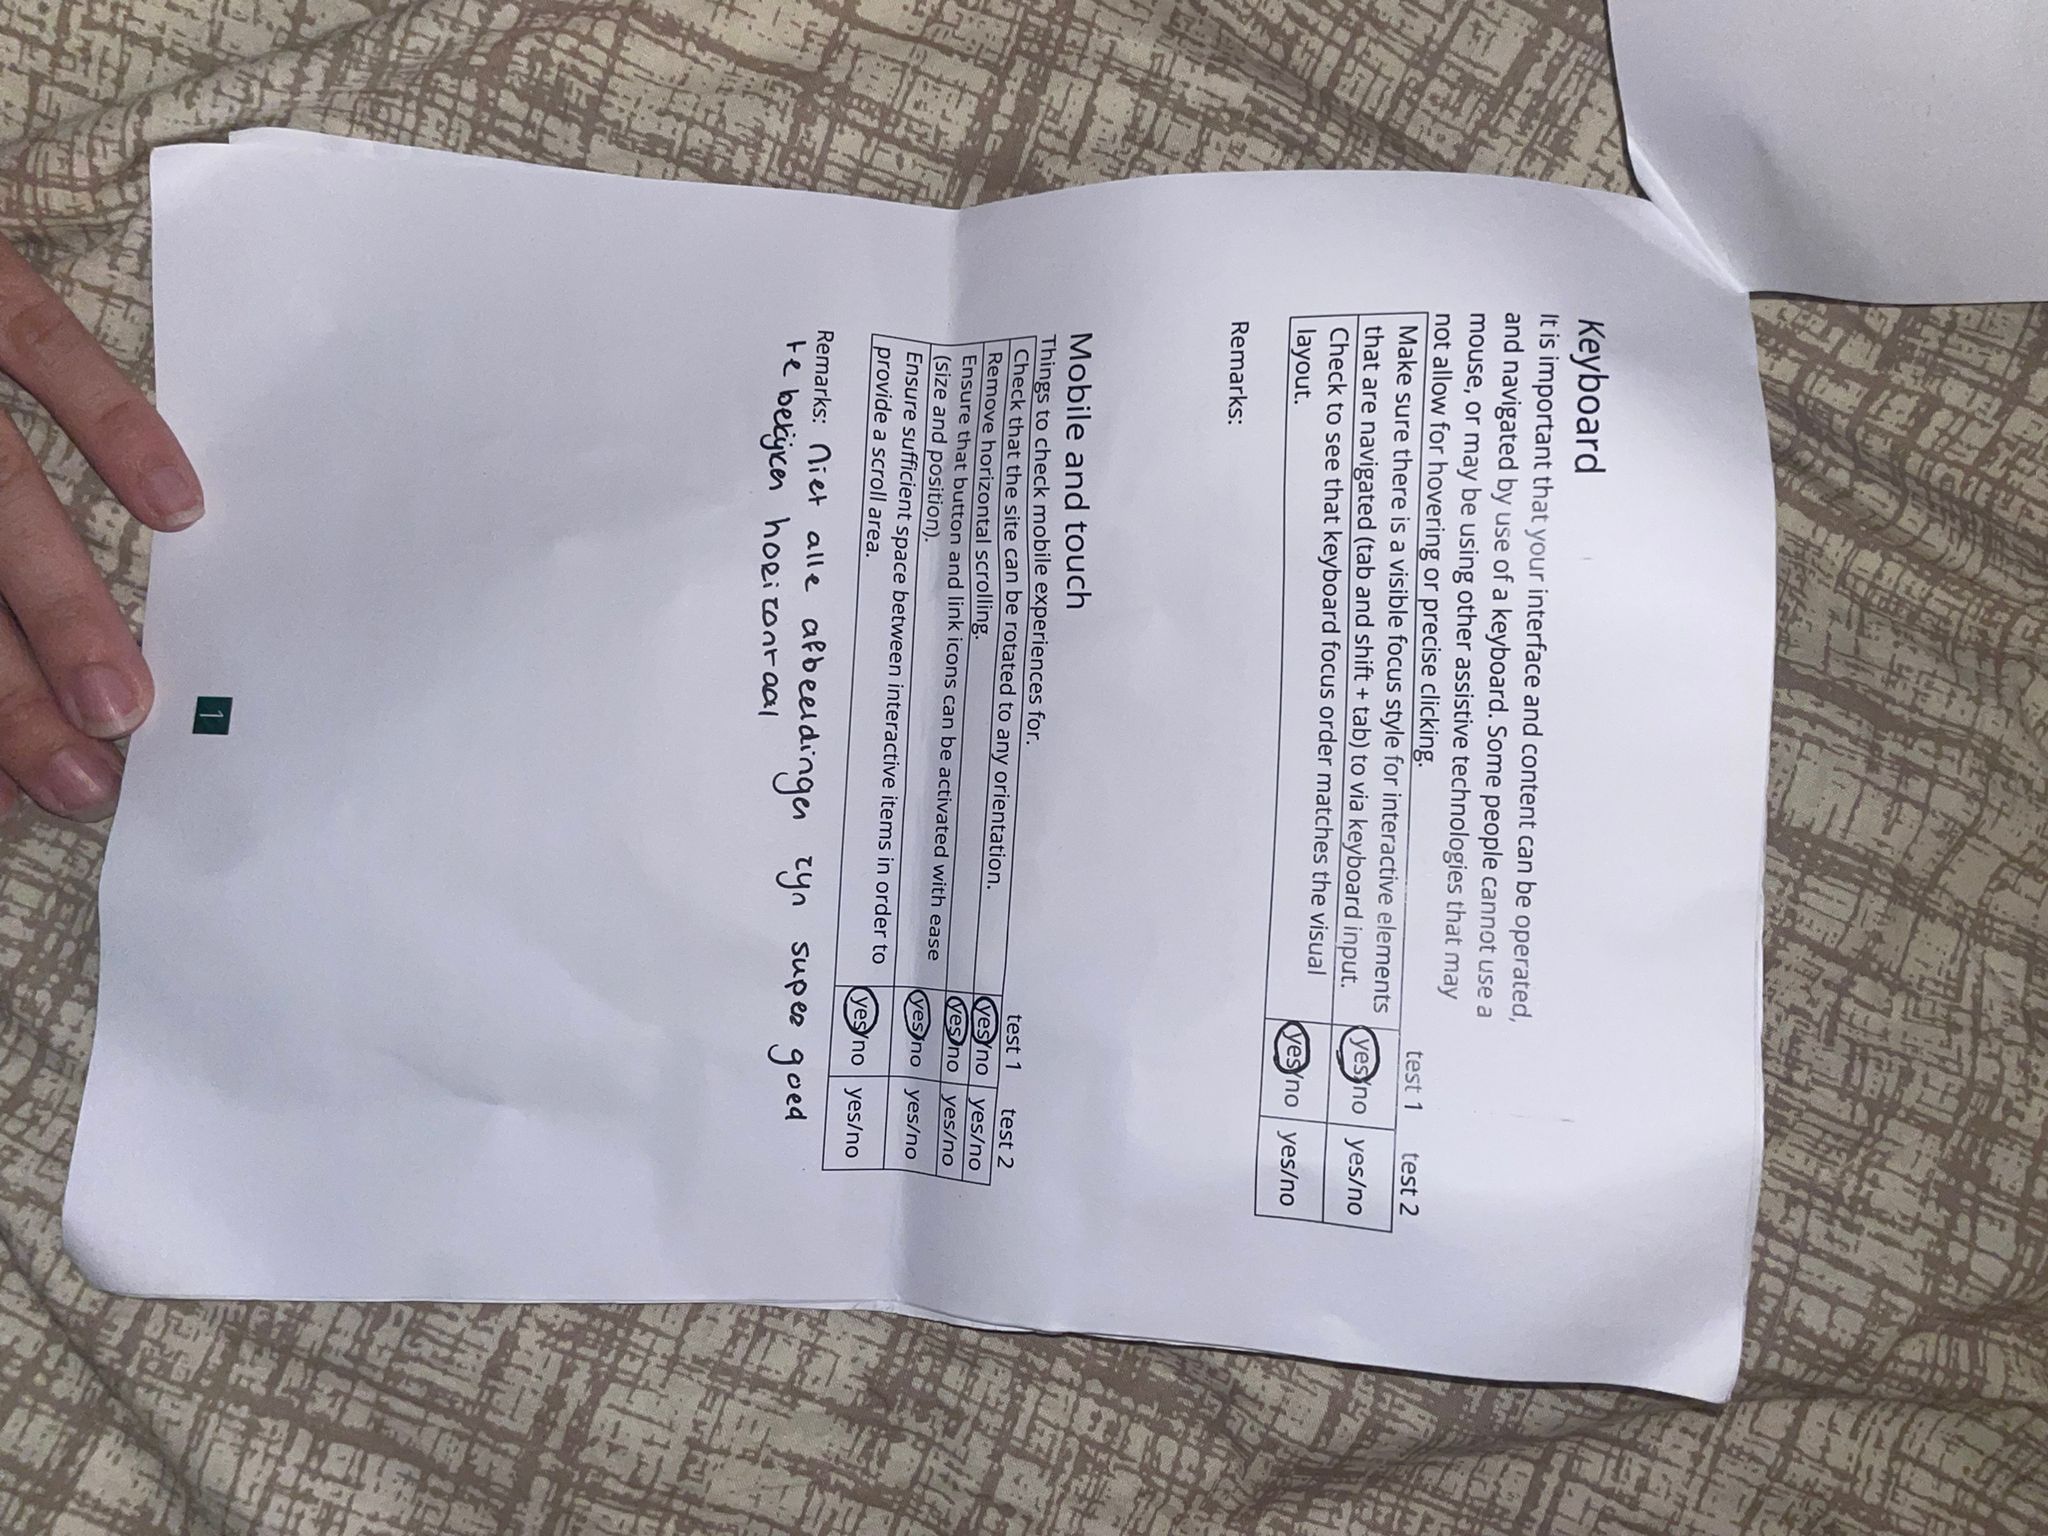 Keyboard
It is important that your interface and content can be operated,
and navigated by use of a keyboard. Some people cannot use a
mouse, or may be using other assistive technologies that may
not allow for hovering or precise clicking.
test 1 test 2
Make sure there is a visible focus style for interactive elements
that are navigated (tab and shift + tab) to via keyboard input. yes/no yes/no
Check to see that keyboard focus order matches the visual
layout. yes/no yes/no
Remarks:
Mobile and touch
Things to check mobile experiences for.
test 1 test 2
Check that the site can be rotated to any orientation. yes/no yes/no
Remove horizontal scrolling. yes/no yes/no
Ensure that button and link icons can be activated with ease
(size and position). yes/no yes/no
Ensure sufficient space between interactive items in order to
provide a scroll area. yes/no yes/no
Remarks: niet alle afbeeldingen zijn super goed
te bekijken horizontaal
1